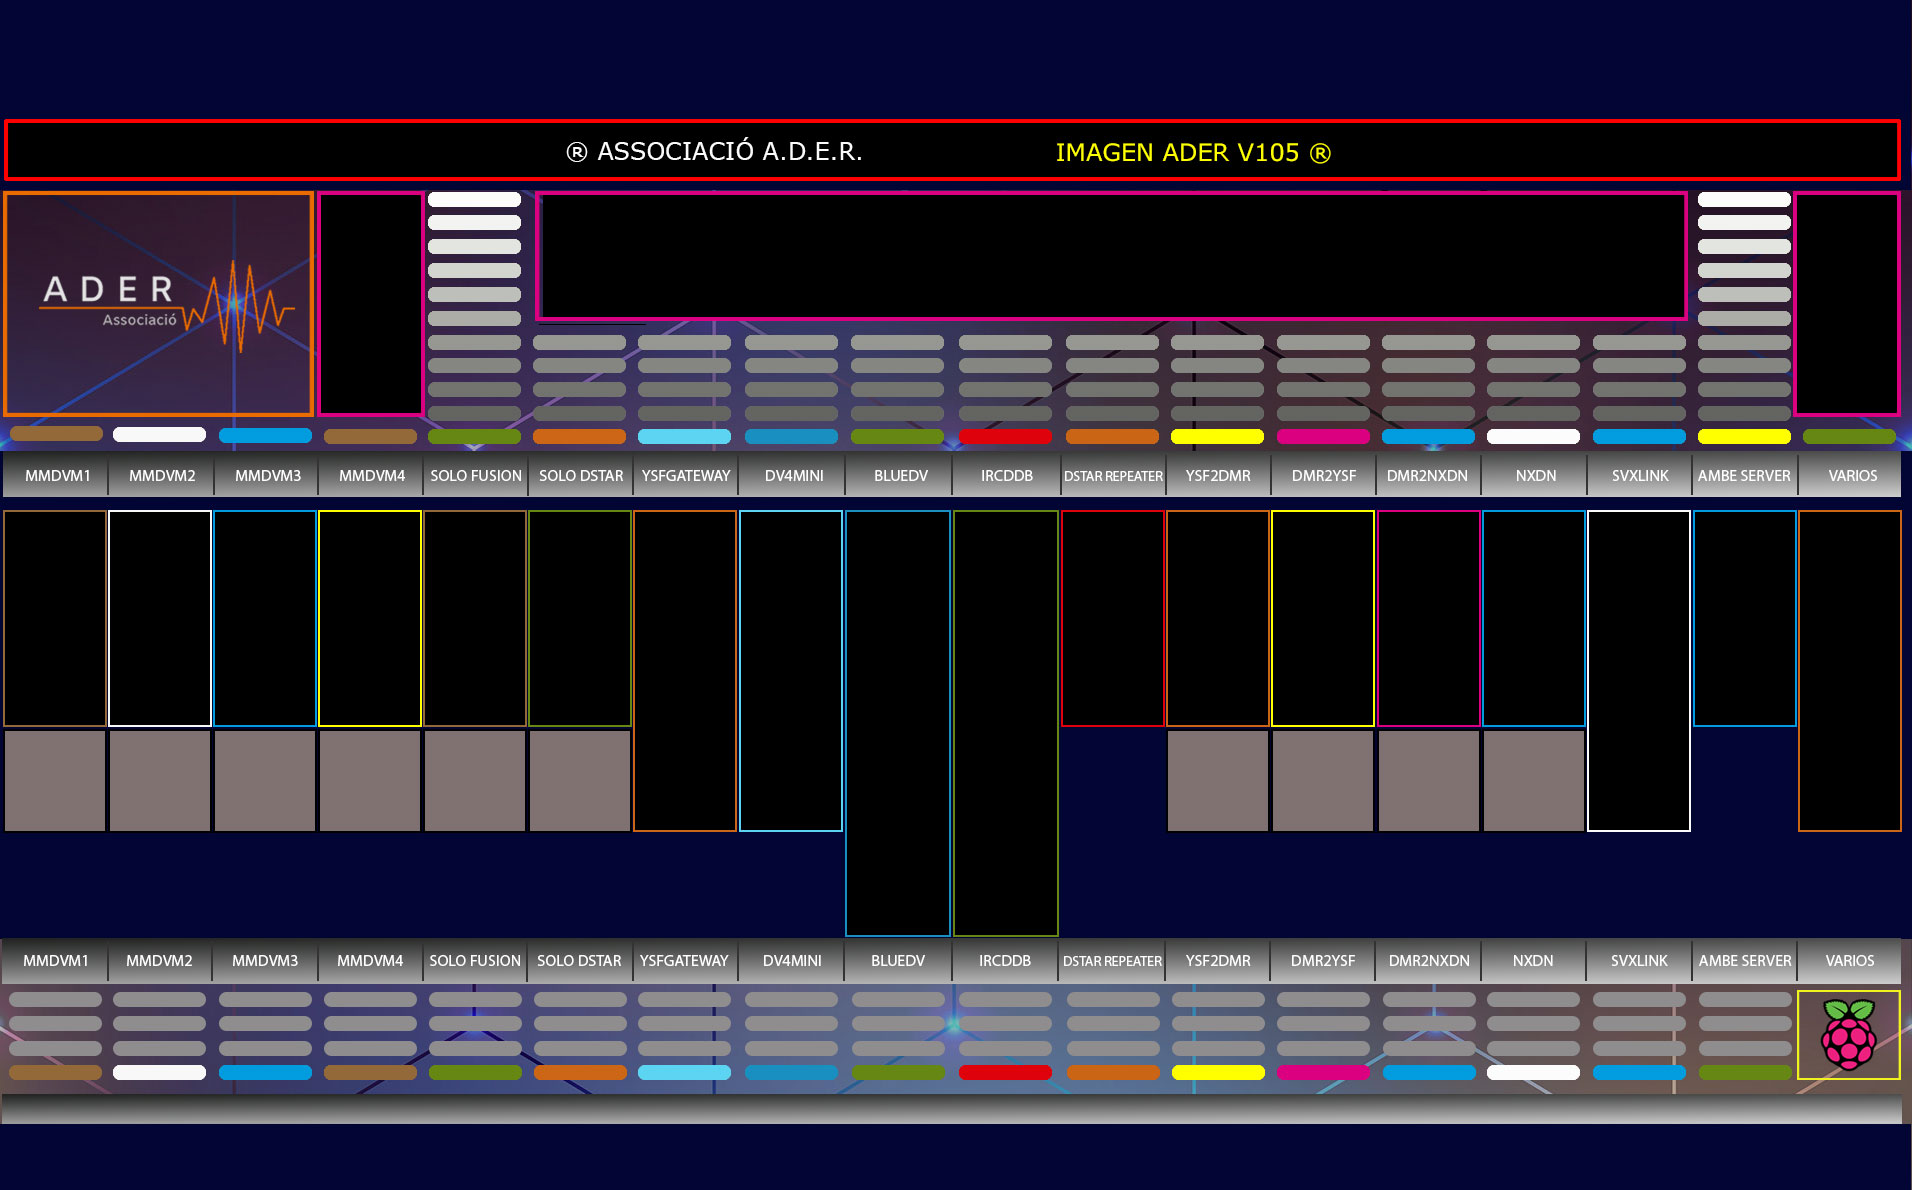 ® ASSOCIACIÓ A.D.E.R. IMAGEN ADER V105 ®
ADER
Associació
MMDVM1 MMDVM2 MMDVM3 MMDVM4 SOLO FUSION SOLO DSTAR YSFGATEWAY DV4MINI BLUEDV IRCDDB DSTAR REPEATER YSF2DMR DMR2YSF DMR2NXDN NXDN SVXLINK AMBE SERVER VARIOS
MMDVM1 MMDVM2 MMDVM3 MMDVM4 SOLO FUSION SOLO DSTAR YSFGATEWAY DV4MINI BLUEDV IRCDDB DSTAR REPEATER YSF2DMR DMR2YSF DMR2NXDN NXDN SVXLINK AMBE SERVER VARIOS